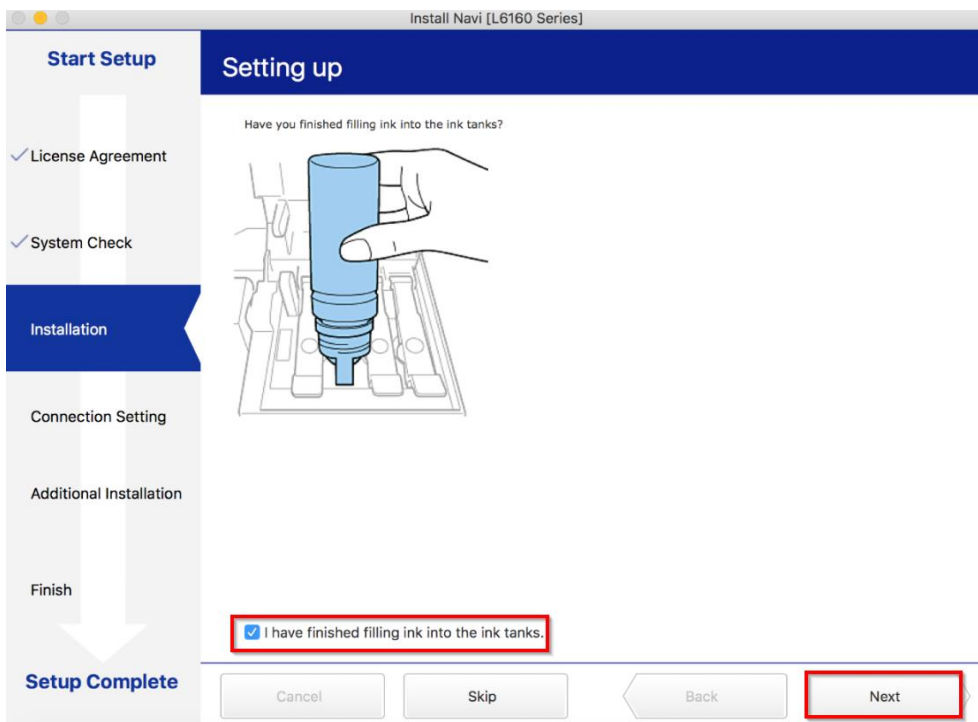 Install Navi [L6160 Series]
Start Setup
License Agreement
System Check
Installation
Connection Setting
Additional Installation
Finish
Setup Complete
Setting up
Have you finished filling ink into the ink tanks?
I have finished filling ink into the ink tanks.
Cancel
Skip
Back
Next